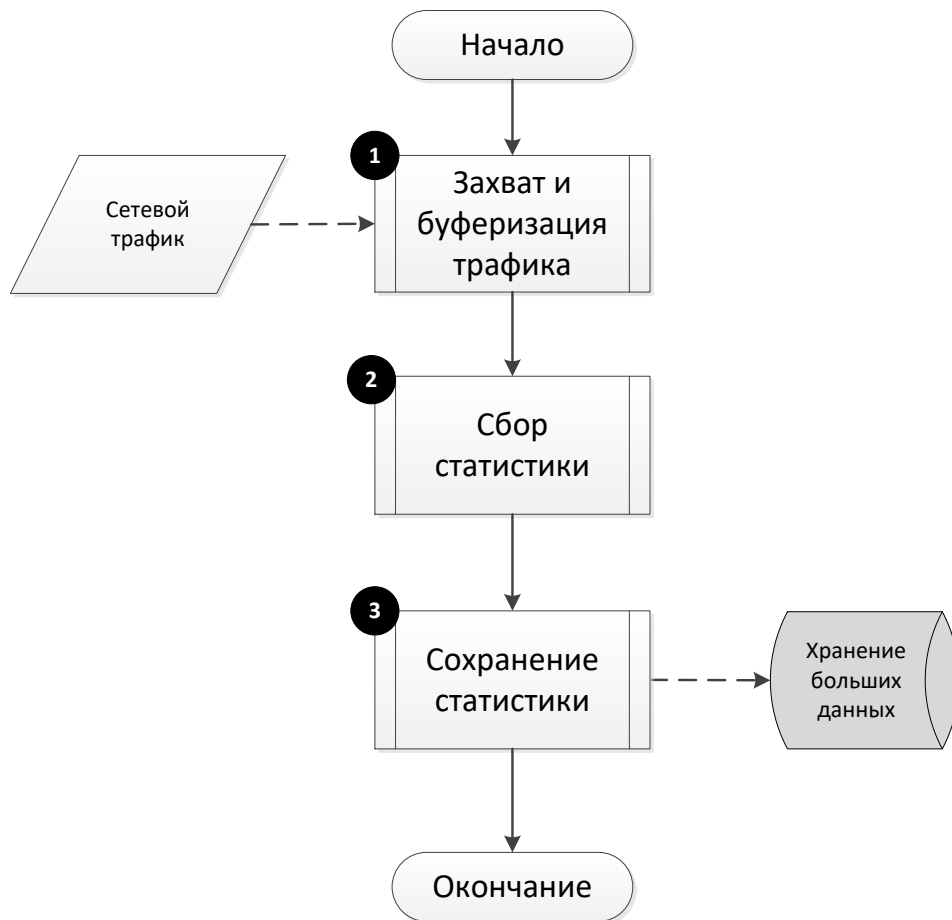 Начало
1
Захват и
буферизация
трафика
Сетевой
трафик
2
Сбор
статистики
3
Сохранение
статистики
Хранение
больших
данных
Окончание